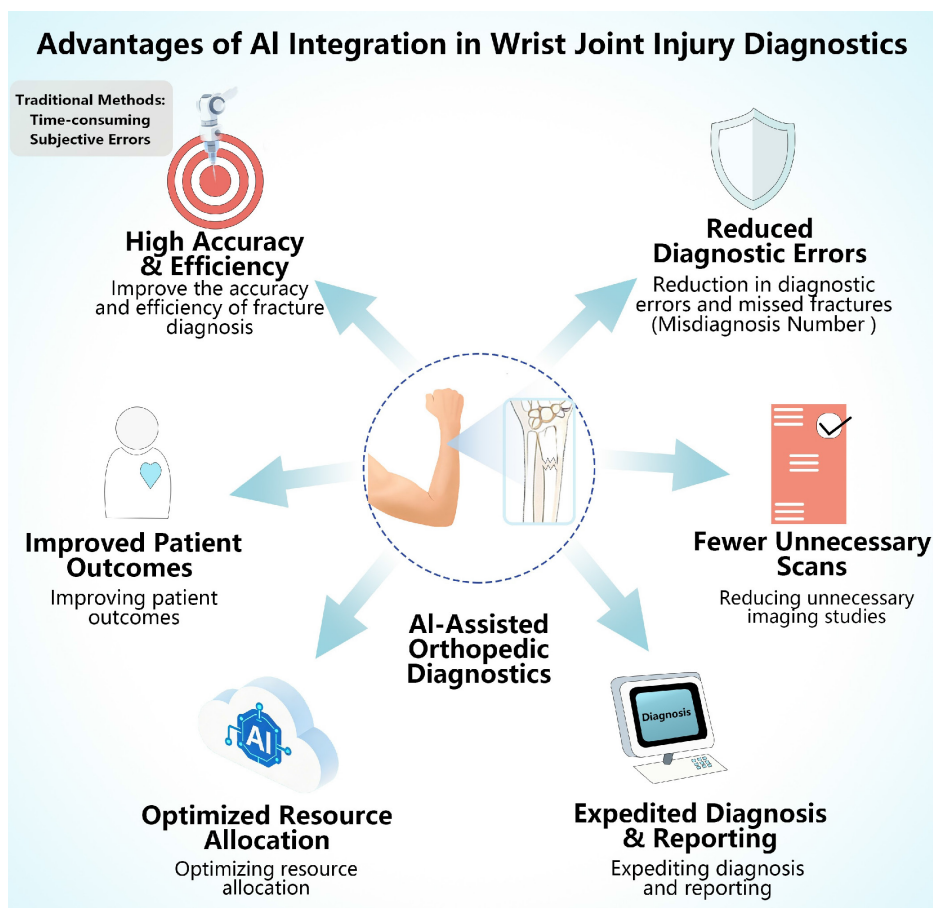 Advantages of AI Integration in Wrist Joint Injury Diagnostics
Traditional Methods:
Time-consuming
Subjective Errors
High Accuracy
& Efficiency
Improve the accuracy
and efficiency of fracture
diagnosis
Reduced
Diagnostic Errors
Reduction in diagnostic
errors and missed fractures
(Misdiagnosis Number )
Improved Patient
Outcomes
Improving patient
outcomes
Fewer Unnecessary
Scans
Reducing unnecessary
imaging studies
AI-Assisted
Orthopedic
Diagnostics
AI
Optimized Resource
Allocation
Optimizing resource
allocation
Diagnosis
Expedited Diagnosis
& Reporting
Expediting diagnosis
and reporting